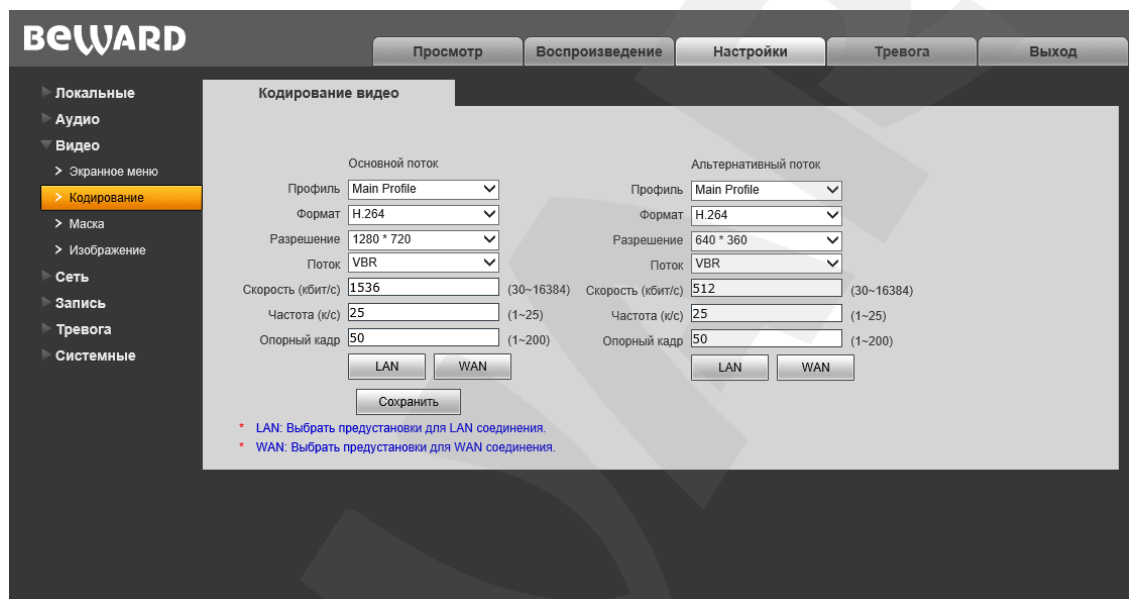 BEWARD
Просмотр Воспроизведение Настройки Тревога Выход
Локальные
Аудио
Видео
> Экранное меню
> Кодирование
> Маска
> Изображение
Сеть
Запись
Тревога
Системные
Кодирование видео
Основной поток
Профиль Main Profile
Формат H.264
Разрешение 1280 * 720
Поток VBR
Скорость (кбит/с) 1536 (30~16384)
Частота (к/с) 25 (1~25)
Опорный кадр 50 (1~200)
LAN WAN
Альтернативный поток
Профиль Main Profile
Формат H.264
Разрешение 640 * 360
Поток VBR
Скорость (кбит/с) 512 (30~16384)
Частота (к/с) 25 (1~25)
Опорный кадр 50 (1~200)
LAN WAN
Сохранить
* LAN: Выбрать предустановки для LAN соединения.
* WAN: Выбрать предустановки для WAN соединения.